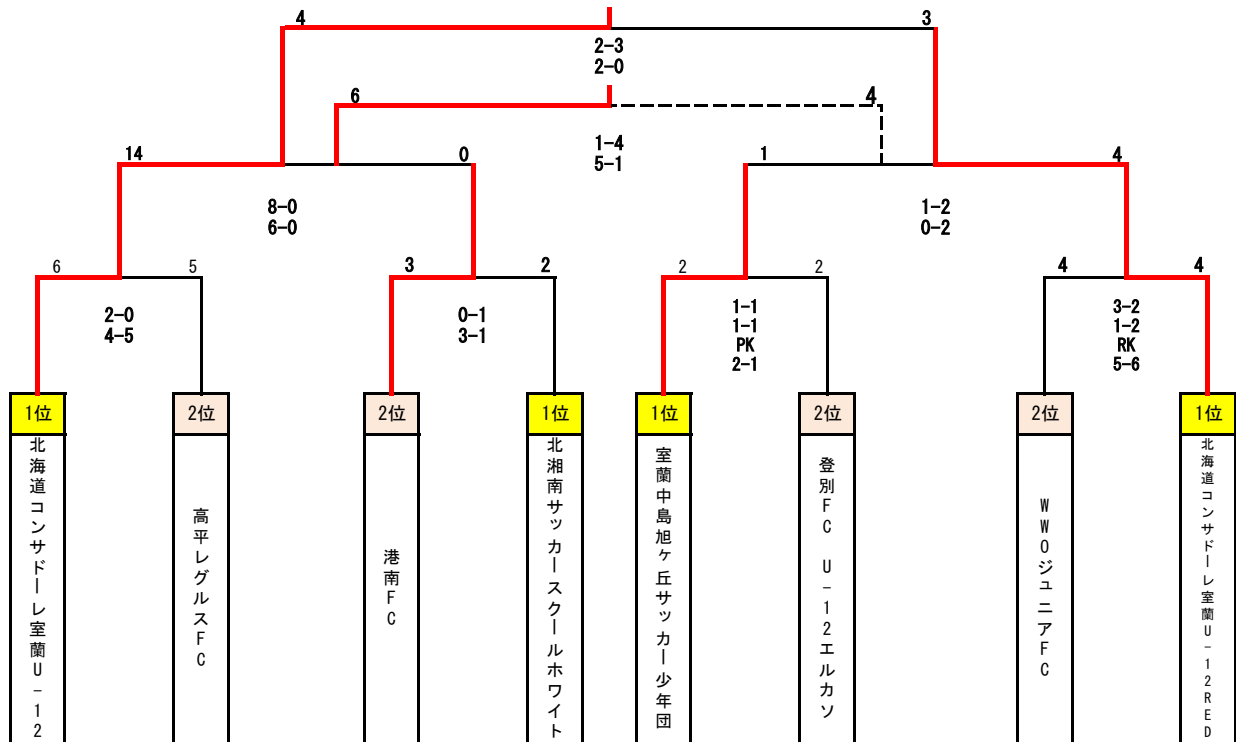 4
3
2-3
2-0
6
4
14
0
1-4
5-1
1
4
8-0
6-0
1-2
0-2
6
5
3
2
2
2
4
4
2-0
4-5
0-1
3-1
1-1
1-1
PK
2-1
3-2
1-2
RK
5-6
1位
2位
2位
1位
1位
2位
2位
1位
北海道コンサドーレ室蘭U-12
高平レグルスFC
港南FC
北湘南サッカースクールホワイト
室蘭中島旭ヶ丘サッカー少年団
登別FC U-12エルカソ
WWOジュニアFC
北海道コンサドーレ室蘭U-12RED